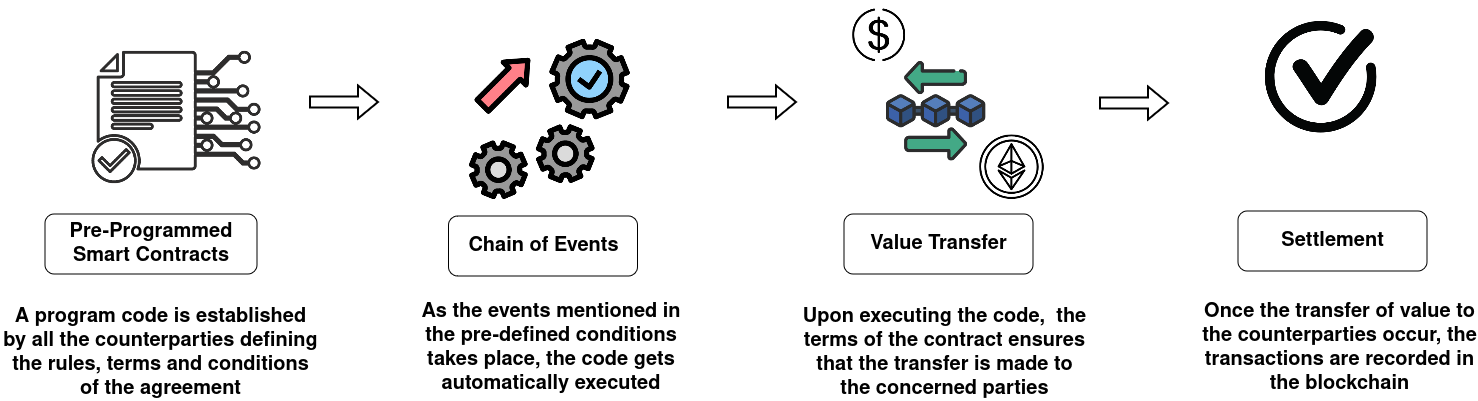 $
Pre-Programmed
Smart Contracts
A program code is established
by all the counterparties defining
the rules, terms and conditions
of the agreement
Chain of Events
As the events mentioned in
the pre-defined conditions
takes place, the code gets
automatically executed
Value Transfer
Upon executing the code,  the
terms of the contract ensures
that the transfer is made to
the concerned parties
Settlement
Once the transfer of value to
the counterparties occur, the
transactions are recorded in
the blockchain